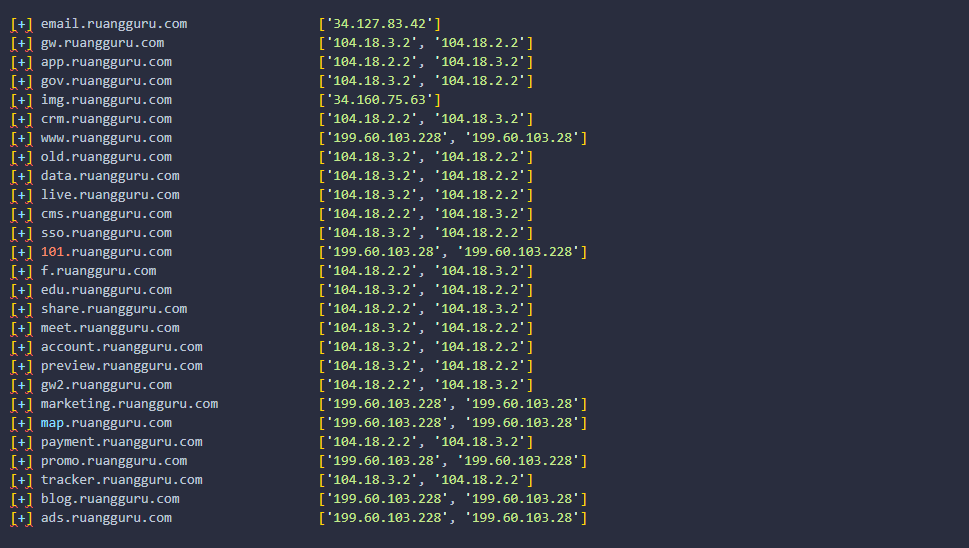 [+] email.ruangguru.com ['34.127.83.42']
[+] gw.ruangguru.com ['104.18.3.2', '104.18.2.2']
[+] app.ruangguru.com ['104.18.2.2', '104.18.3.2']
[+] gov.ruangguru.com ['104.18.3.2', '104.18.2.2']
[+] img.ruangguru.com ['34.160.75.63']
[+] crm.ruangguru.com ['104.18.2.2', '104.18.3.2']
[+] www.ruangguru.com ['199.60.103.228', '199.60.103.28']
[+] old.ruangguru.com ['104.18.3.2', '104.18.2.2']
[+] data.ruangguru.com ['104.18.3.2', '104.18.2.2']
[+] live.ruangguru.com ['104.18.3.2', '104.18.2.2']
[+] cms.ruangguru.com ['104.18.2.2', '104.18.3.2']
[+] sso.ruangguru.com ['104.18.3.2', '104.18.2.2']
[+] 101.ruangguru.com ['199.60.103.28', '199.60.103.228']
[+] f.ruangguru.com ['104.18.2.2', '104.18.3.2']
[+] edu.ruangguru.com ['104.18.3.2', '104.18.2.2']
[+] share.ruangguru.com ['104.18.2.2', '104.18.3.2']
[+] meet.ruangguru.com ['104.18.3.2', '104.18.2.2']
[+] account.ruangguru.com ['104.18.3.2', '104.18.2.2']
[+] preview.ruangguru.com ['104.18.3.2', '104.18.2.2']
[+] gw2.ruangguru.com ['104.18.2.2', '104.18.3.2']
[+] marketing.ruangguru.com ['199.60.103.228', '199.60.103.28']
[+] map.ruangguru.com ['199.60.103.228', '199.60.103.28']
[+] payment.ruangguru.com ['104.18.2.2', '104.18.3.2']
[+] promo.ruangguru.com ['199.60.103.28', '199.60.103.228']
[+] tracker.ruangguru.com ['104.18.3.2', '104.18.2.2']
[+] blog.ruangguru.com ['199.60.103.228', '199.60.103.28']
[+] ads.ruangguru.com ['199.60.103.228', '199.60.103.28']